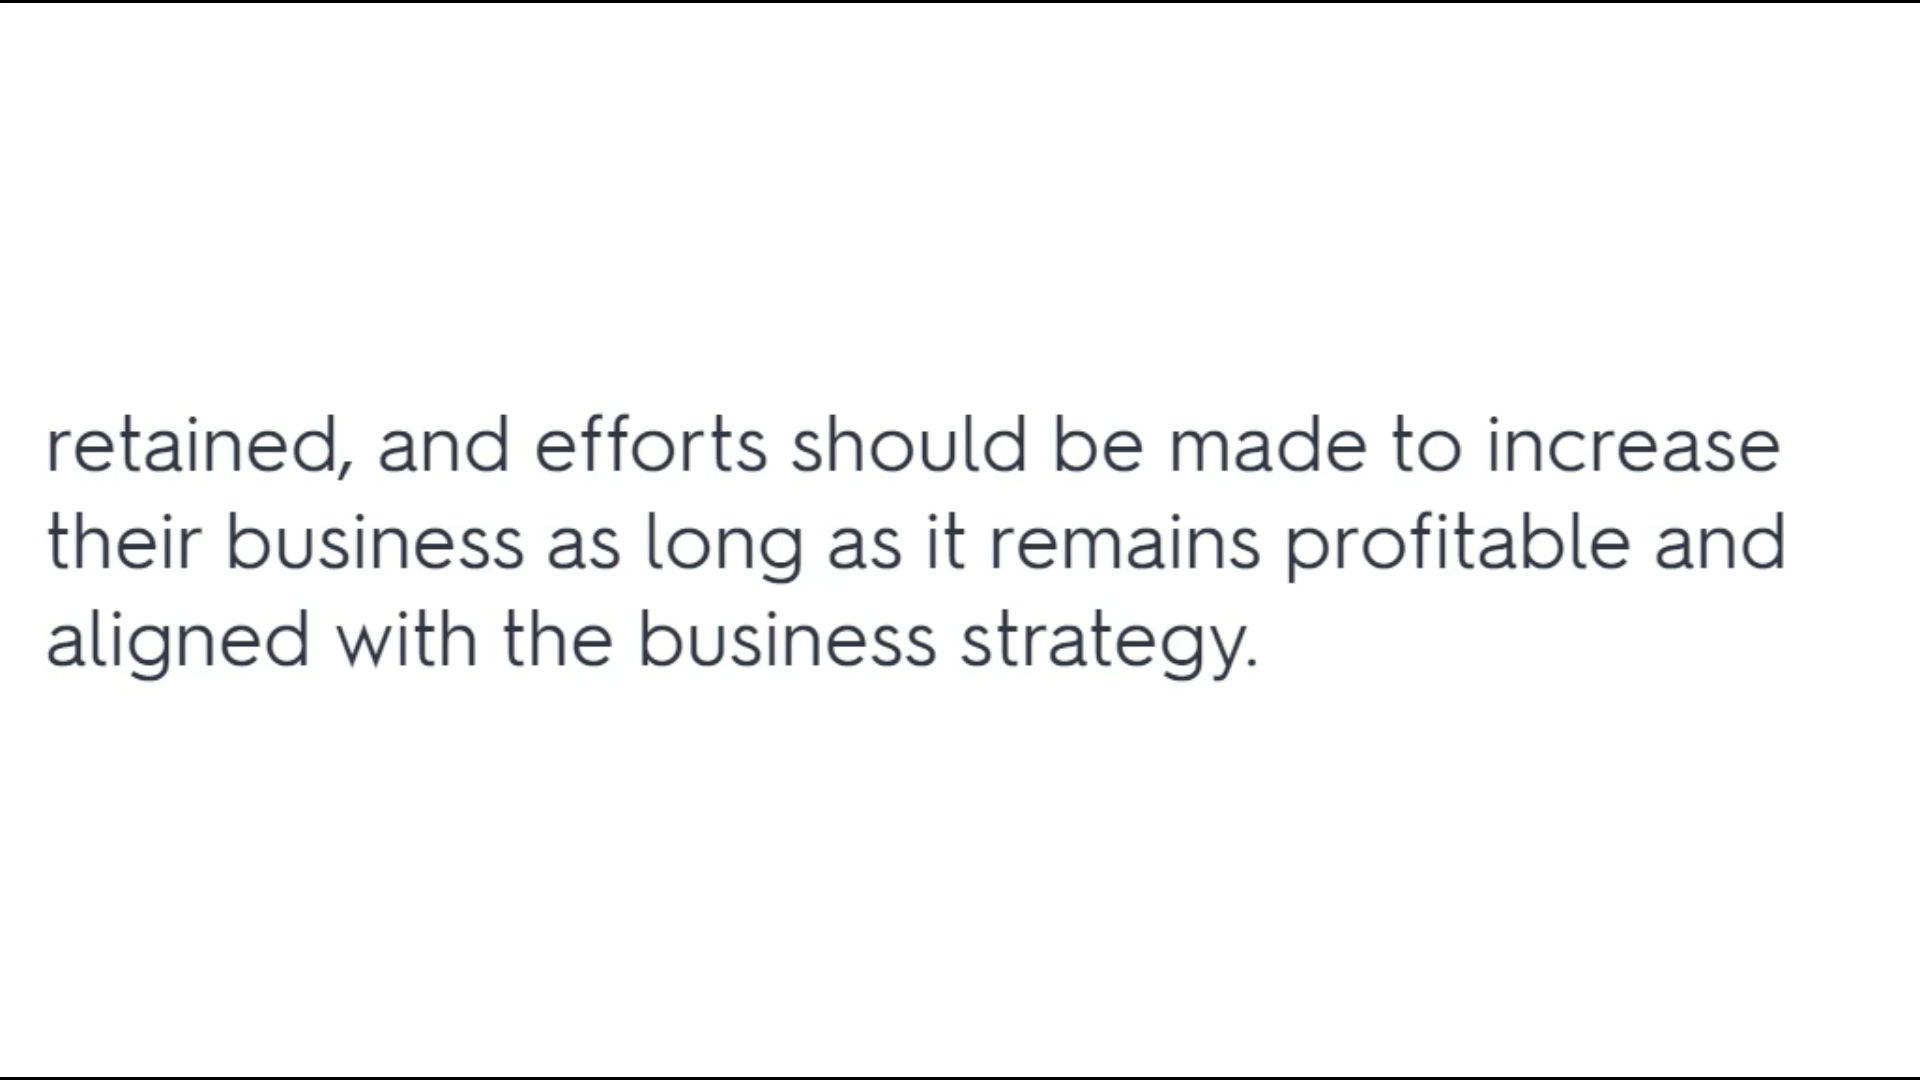 retained, and efforts should be made to increase
their business as long as it remains profitable and
aligned with the business strategy.